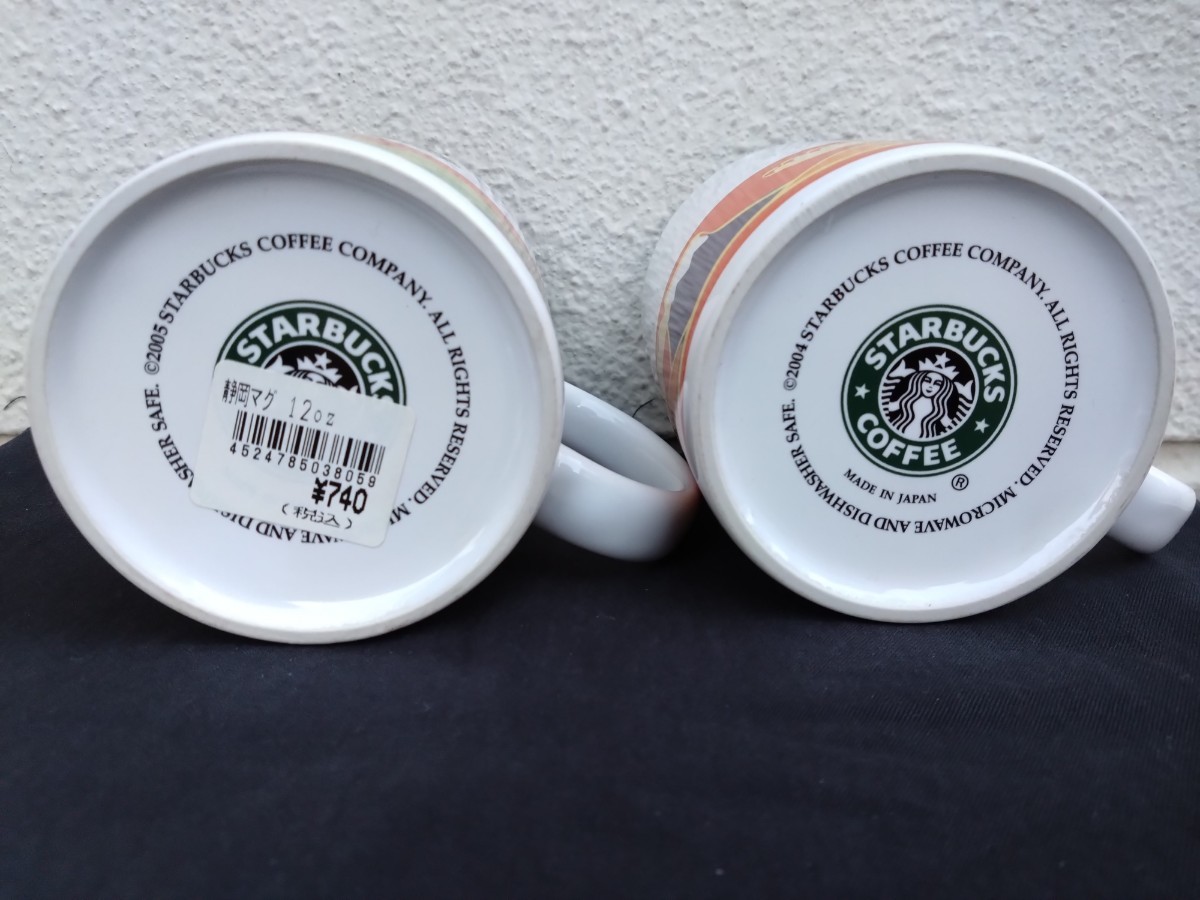 ©2005 STARBUCKS COFFEE COMPANY. ALL RIGHTS RESERVED.
SAFE.
STARBUCKS
静岡マグ 12oz
4524785038059
¥740
(税込)
©2004 STARBUCKS COFFEE COMPANY. ALL RIGHTS RESERVED. MICROWAVE AND DISHWASHER SAFE.
STARBUCKS
COFFEE
®
MADE IN JAPAN